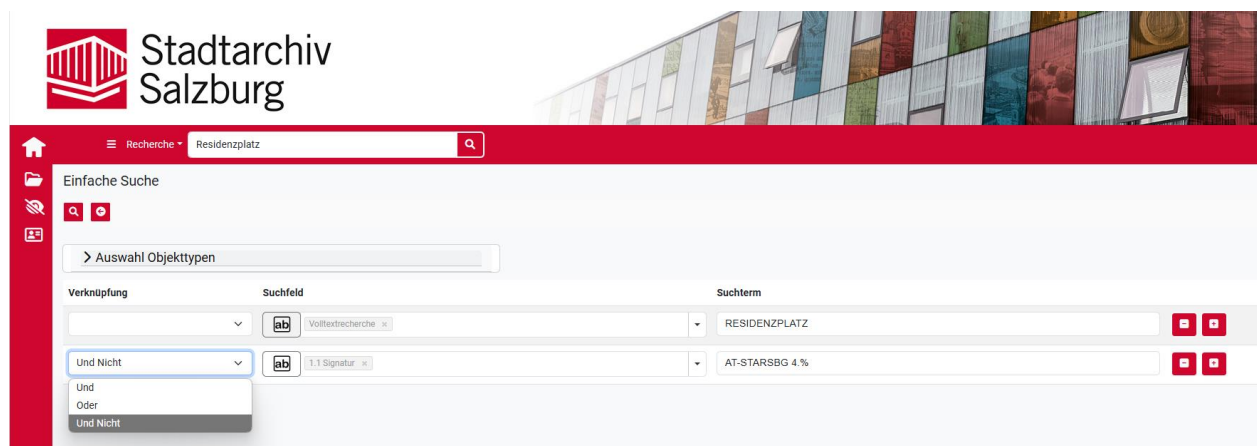 Stadtarchiv
Salzburg
Recherche Residenzplatz
Einfache Suche
Auswahl Objekttypen
Verknüpfung Suchfeld Suchterm
ab Volltextrecherche × RESIDENZPLATZ
Und Nicht ab 1.1 Signatur × AT-STARSBG 4.%
Und
Oder
Und Nicht